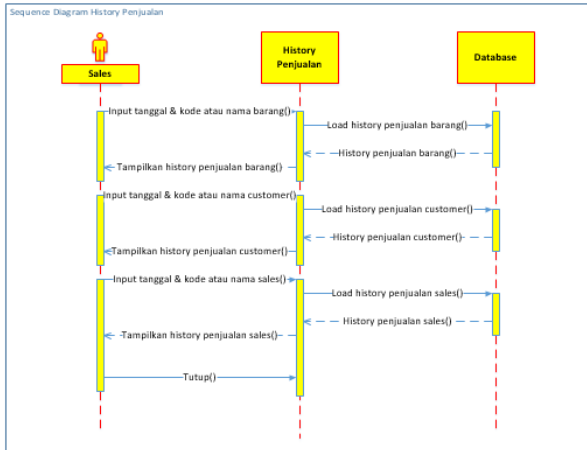 Sequence Diagram History Penjualan
Sales
History
Penjualan
Database
Input tanggal & kode atau nama barang()
Load history penjualan barang()
History penjualan barang()
Tampilkan history penjualan barang()
Input tanggal & kode atau nama customer()
Load history penjualan customer()
History penjualan customer()
Tampilkan history penjualan customer()
Input tanggal & kode atau nama sales()
Load history penjualan sales()
History penjualan sales()
Tampilkan history penjualan sales()
Tutup()